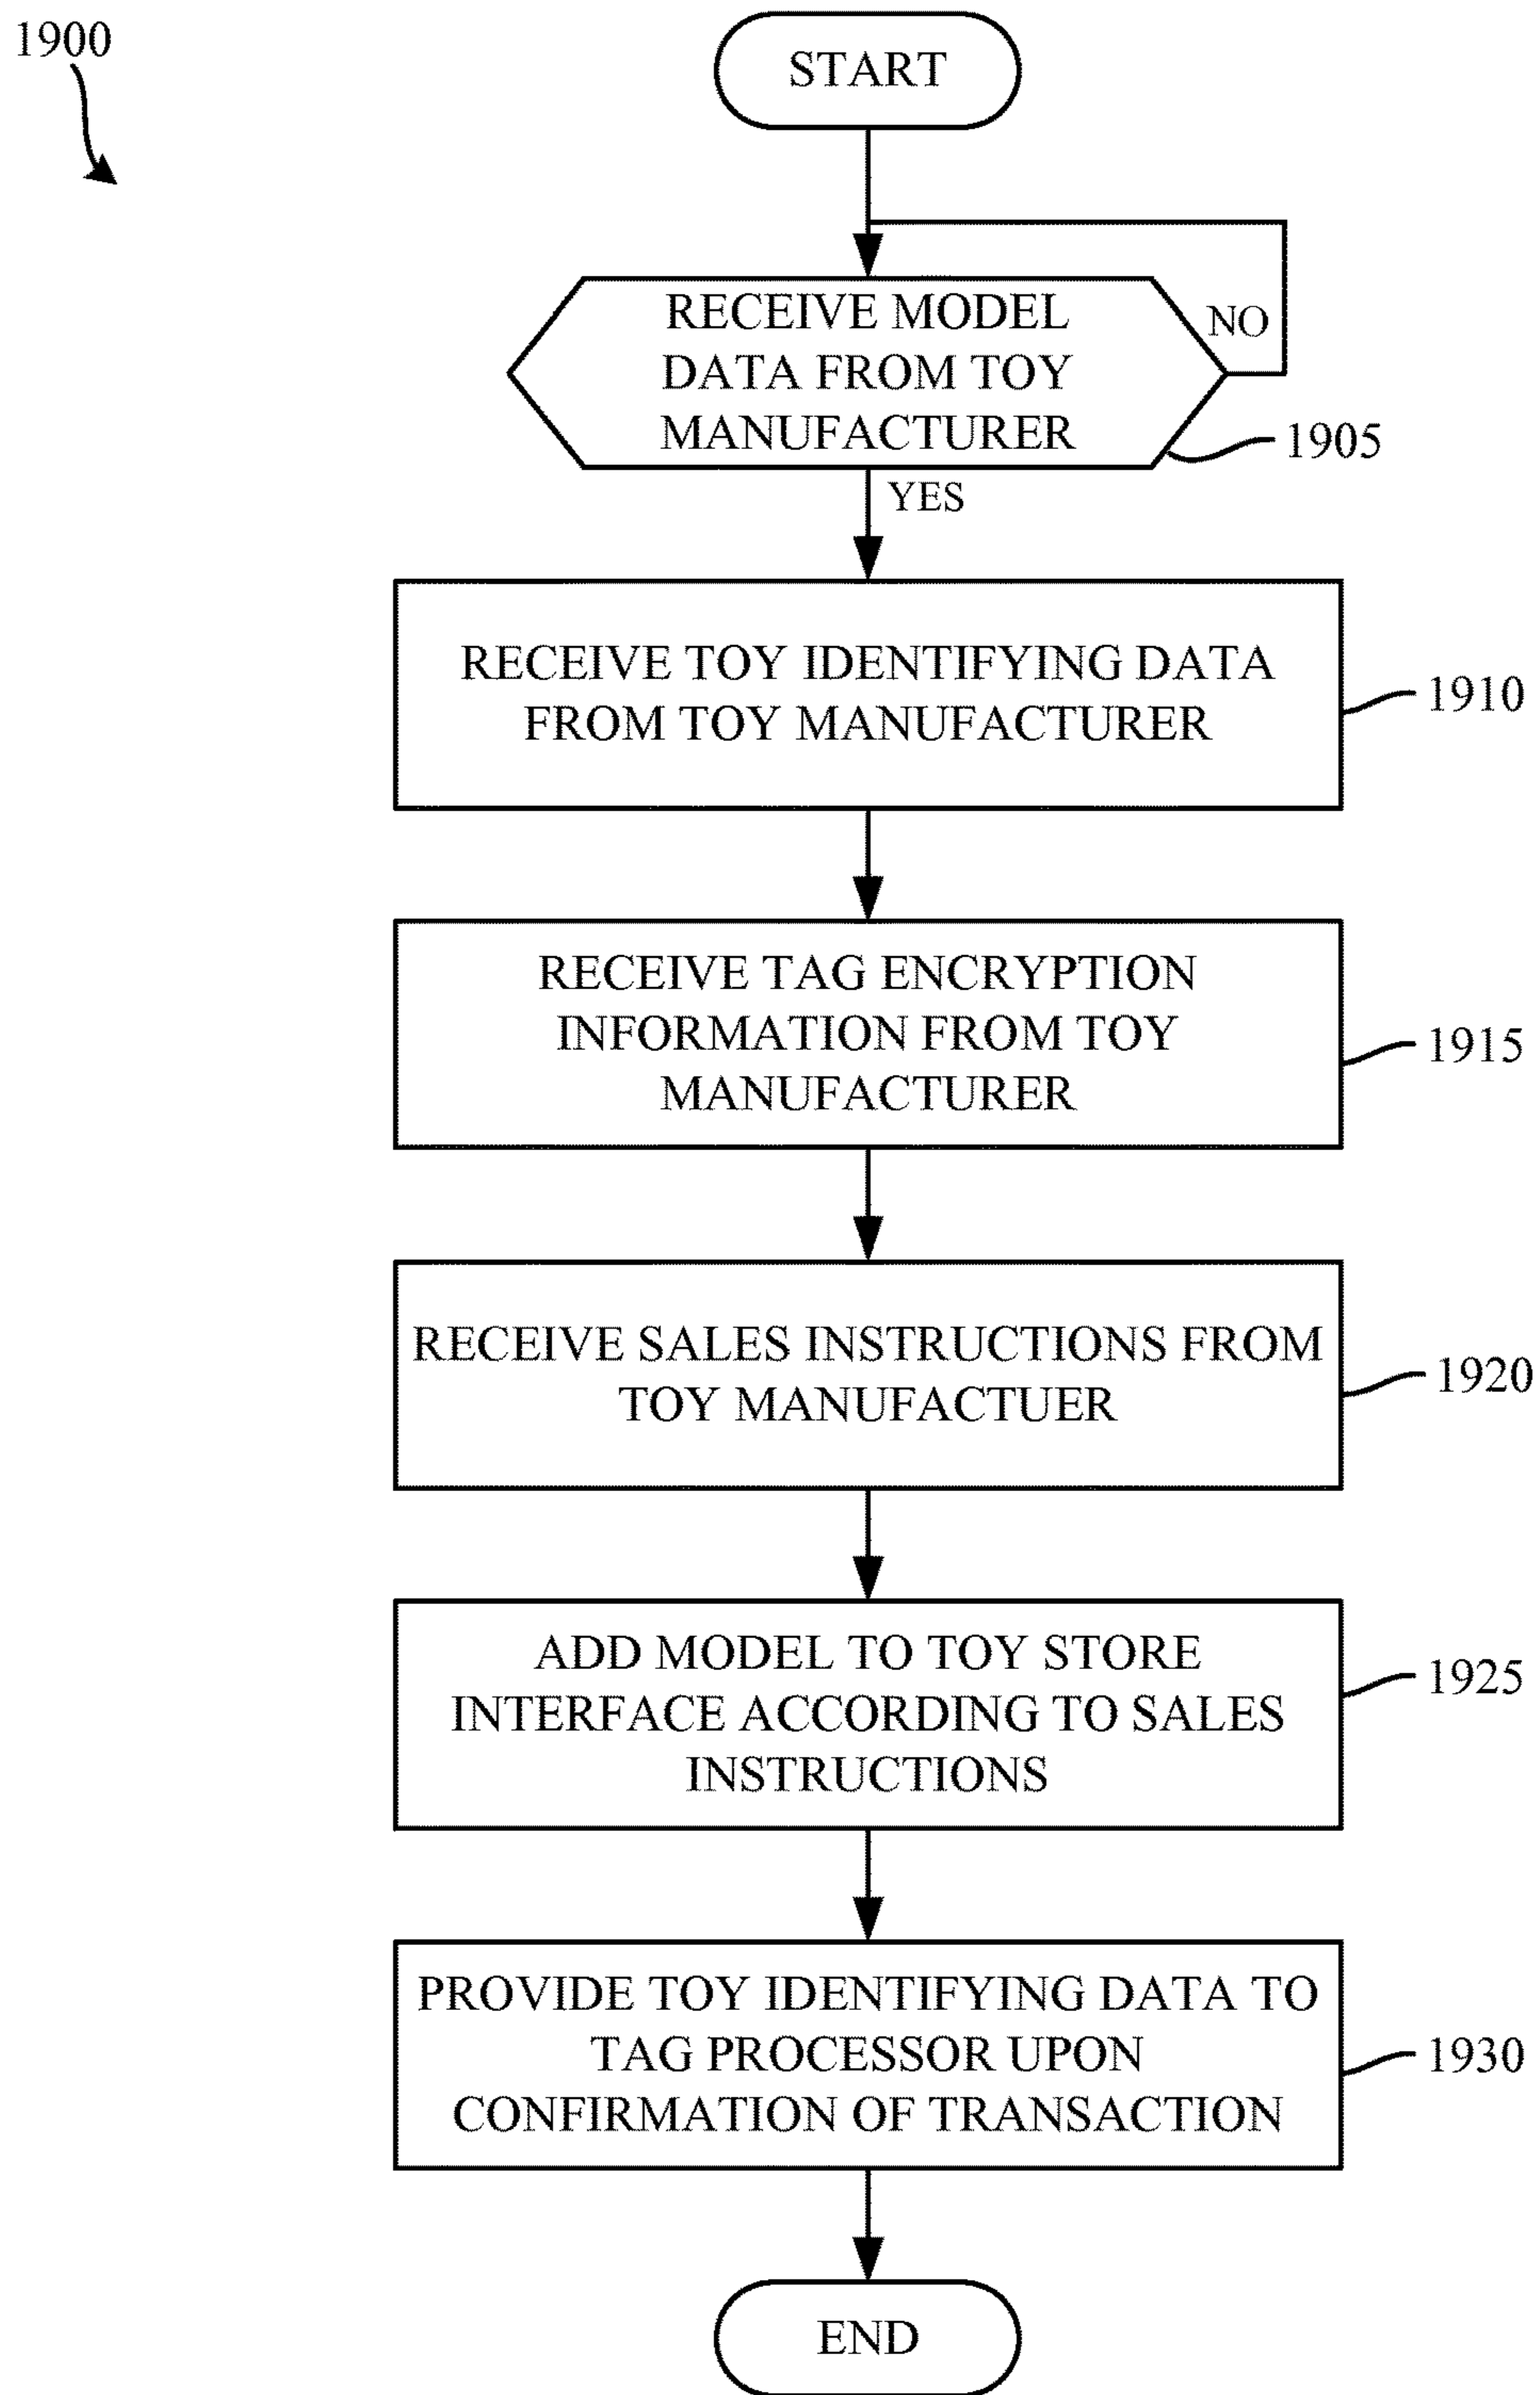 1900
START
RECEIVE MODEL
DATA FROM TOY
MANUFACTURER
NO
1905
YES
RECEIVE TOY IDENTIFYING DATA
FROM TOY MANUFACTURER
1910
RECEIVE TAG ENCRYPTION
INFORMATION FROM TOY
MANUFACTURER
1915
RECEIVE SALES INSTRUCTIONS FROM
TOY MANUFACTUER
1920
ADD MODEL TO TOY STORE
INTERFACE ACCORDING TO SALES
INSTRUCTIONS
1925
PROVIDE TOY IDENTIFYING DATA TO
TAG PROCESSOR UPON
CONFIRMATION OF TRANSACTION
1930
END